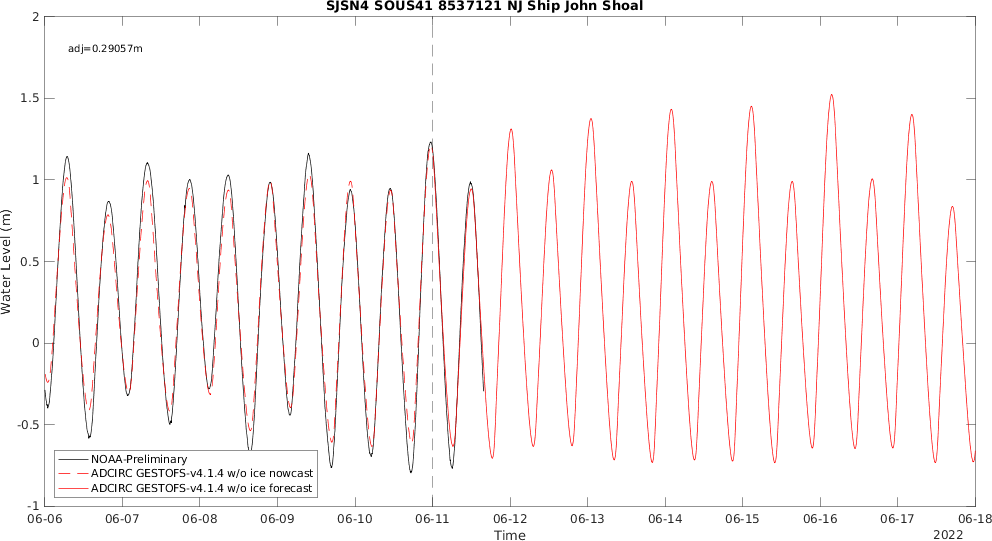 SJSN4 SOUS41 8537121 NJ Ship John Shoal
adj=0.29057m
Water Level (m)
2
1.5
1
0.5
0
-0.5
-1
NOAA-Preliminary
ADCIRC GESTOFS-v4.1.4 w/o ice nowcast
ADCIRC GESTOFS-v4.1.4 w/o ice forecast
06-06 06-07 06-08 06-09 06-10 06-11 06-12 06-13 06-14 06-15 06-16 06-17 06-18
Time
2022